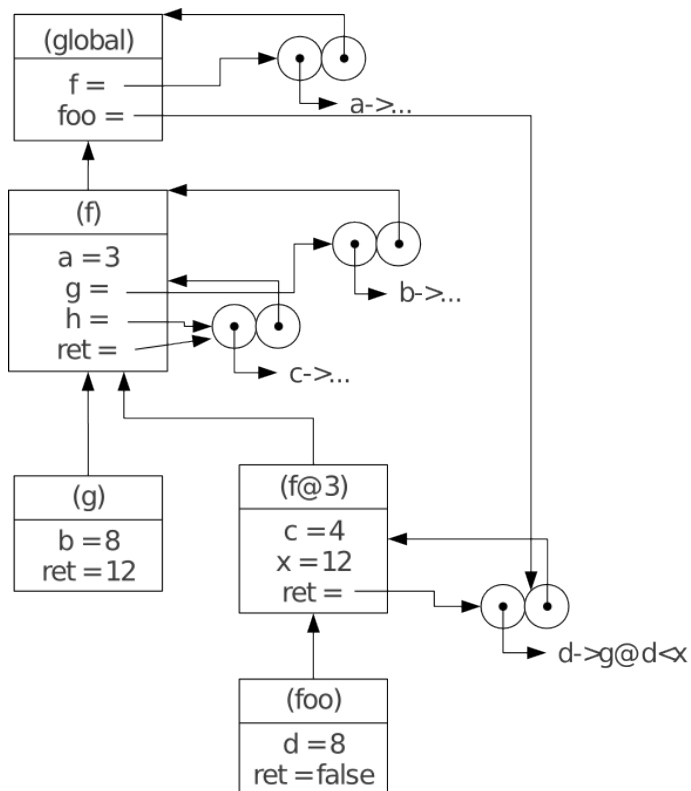 (global)
f =
foo =
a->...
(f)
a = 3
g =
h =
ret =
b->...
c->...
(g)
b = 8
ret = 12
(f@3)
c = 4
x = 12
ret =
d->g@d<x
(foo)
d = 8
ret = false